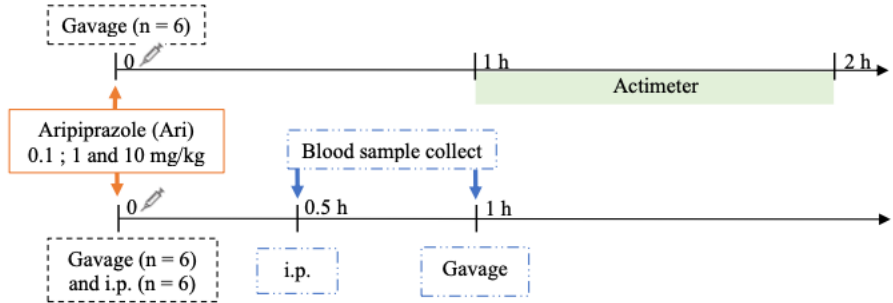 Gavage (n = 6)
0
1 h
2 h
Actimeter
Aripiprazole (Ari)
0.1 ; 1 and 10 mg/kg
Blood sample collect
0
0.5 h
1 h
Gavage (n = 6)
and i.p. (n = 6)
i.p.
Gavage